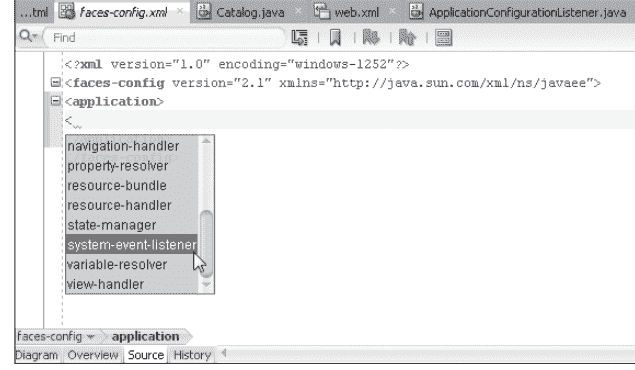 ...tml faces-config.xml × Catalog.java × web.xml × ApplicationConfigurationListener.java
Find
<?xml version="1.0" encoding="windows-1252"?>
<faces-config version="2.1" xmlns="http://java.sun.com/xml/ns/javaee">
<application>
<
navigation-handler
property-resolver
resource-bundle
resource-handler
state-manager
system-event-listener
variable-resolver
view-handler
faces-config application
Diagram Overview Source History